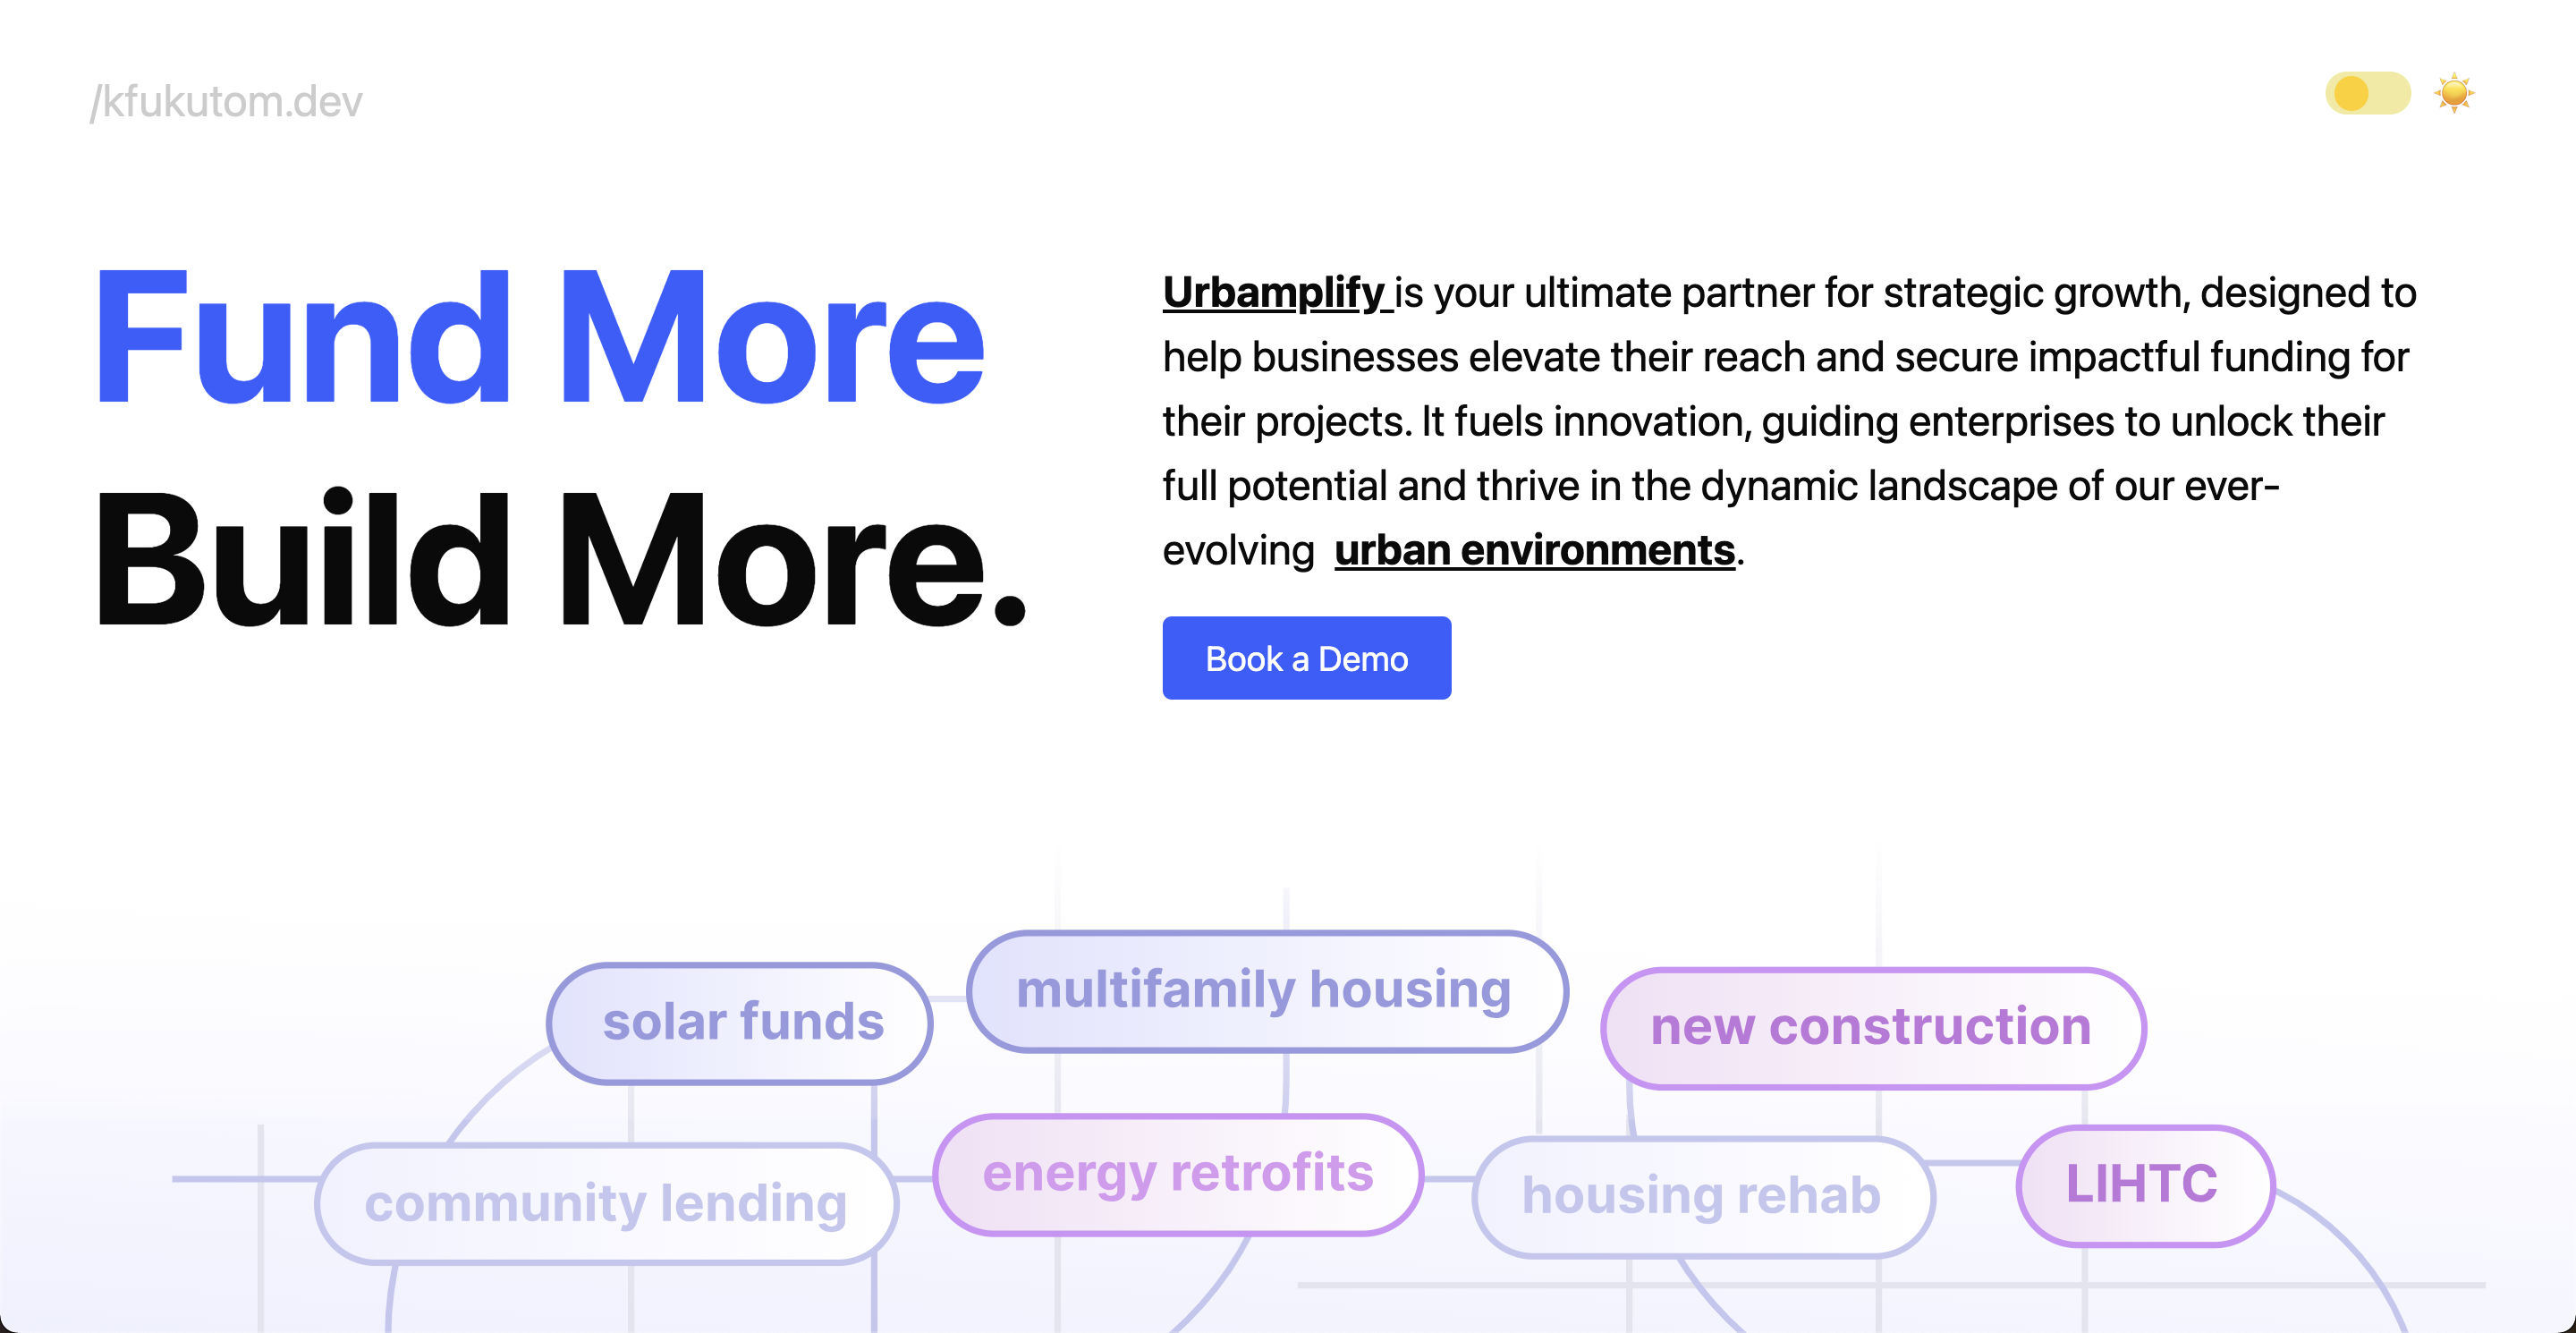 /kfukutom.dev
Fund More
Build More.
Urbamplify is your ultimate partner for strategic growth, designed to
help businesses elevate their reach and secure impactful funding for
their projects. It fuels innovation, guiding enterprises to unlock their
full potential and thrive in the dynamic landscape of our ever-
evolving urban environments.
Book a Demo
solar funds
multifamily housing
new construction
community lending
energy retrofits
housing rehab
LIHTC